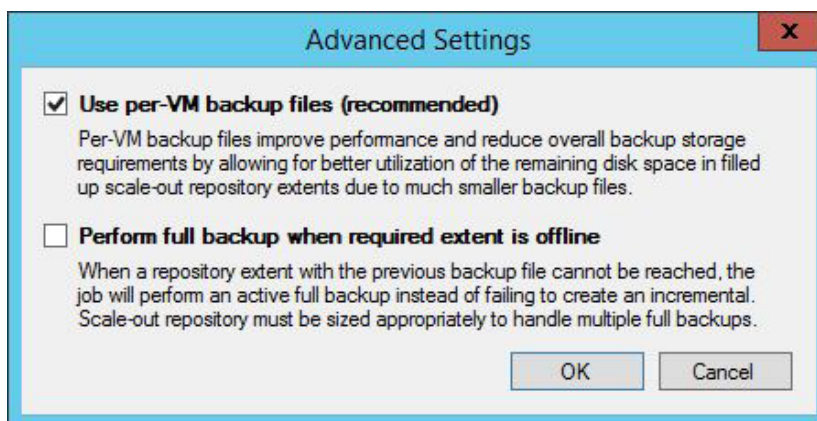 Advanced Settings
x
Use per-VM backup files (recommended)
Per-VM backup files improve performance and reduce overall backup storage
requirements by allowing for better utilization of the remaining disk space in filled
up scale-out repository extents due to much smaller backup files.
Perform full backup when required extent is offline
When a repository extent with the previous backup file cannot be reached, the
job will perform an active full backup instead of failing to create an incremental.
Scale-out repository must be sized appropriately to handle multiple full backups.
OK Cancel